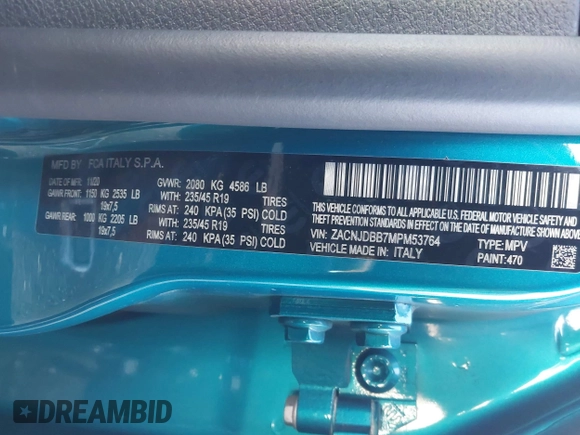 MFD BY FCA ITALY S.P.A.
DATE OF MFR 11/20 GVWR: 2080 KG 4586 LB
GAWR FRONT: 1150 KG 2535 LB WITH: 235/45 R19 TIRES
19x7,5 RIMS AT: 240 KPA (35 PSI) COLD
GAWR REAR: 1000 KG 2205 LB WITH: 235/45 R19 TIRES
19x7,5 RIMS AT: 240 KPA (35 PSI) COLD
THIS VEHICLE CONFORMS TO ALL APPLICABLE U.S. FEDERAL MOTOR VEHICLE SAFETY AND
THEFT PREVENTION STANDARDS IN EFFECT ON THE DATE OF MANUFACTURE SHOWN ABOVE
VIN: ZACNJDBB7MPM53764 TYPE: MPV
VEHICLE MADE IN: ITALY PAINT: 470
DREAMBID